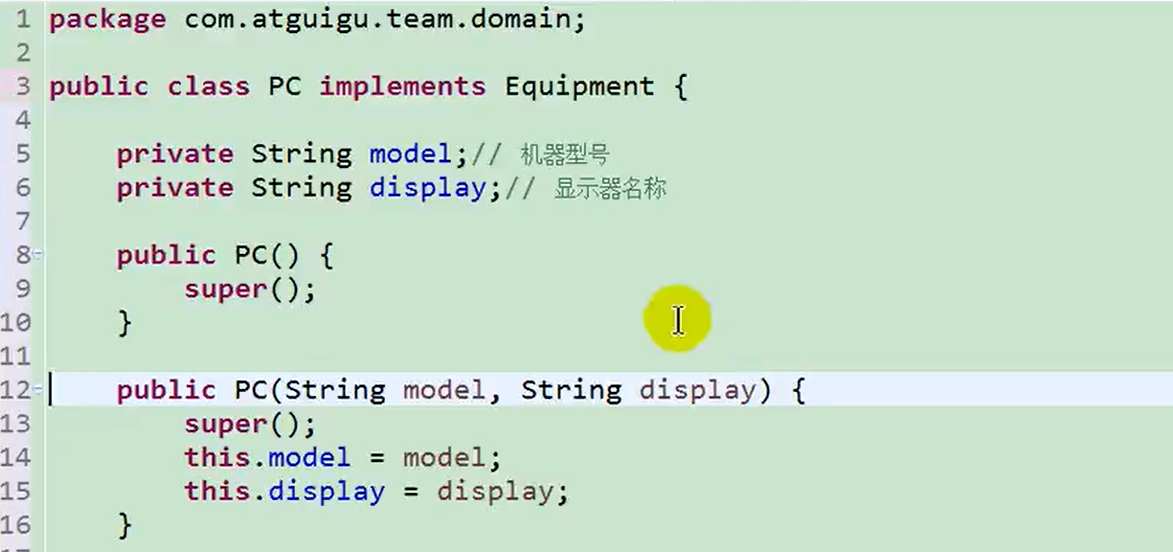 1 package com.atguigu.team.domain;
2
3 public class PC implements Equipment {
4
5 private String model;// 机器型号
6 private String display;// 显示器名称
7
8 public PC() {
9 super();
10 }
11
12 public PC(String model, String display) {
13 super();
14 this.model = model;
15 this.display = display;
16 }